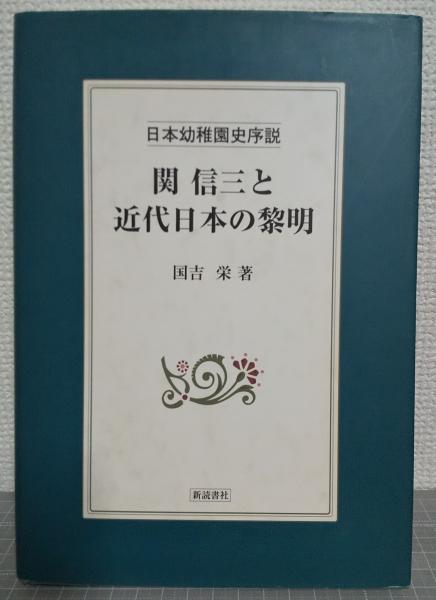 日本幼稚園史序説
関 信三と
近代日本の黎明
国吉 栄 著
新読書社